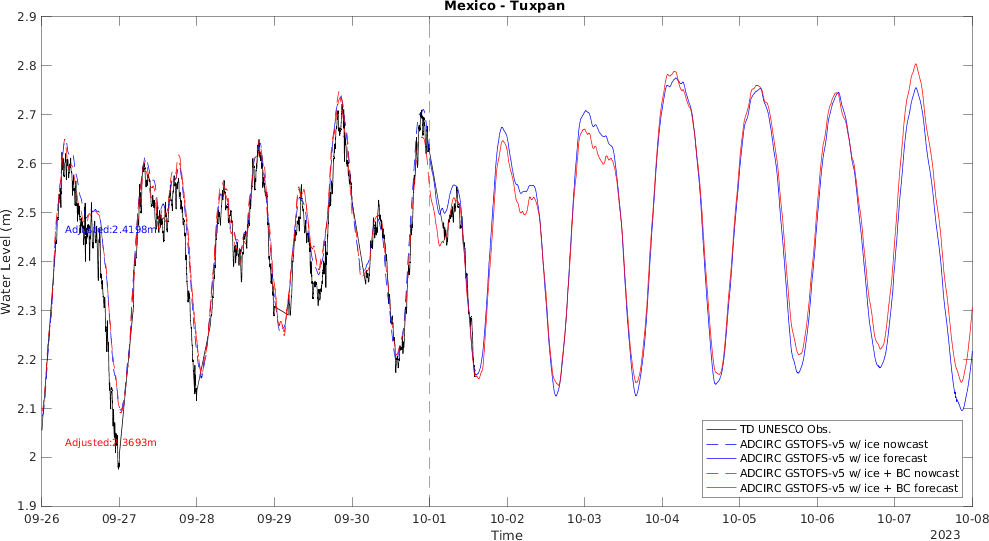 Mexico - Tuxpan
Water Level (m)
2.9
2.8
2.7
2.6
2.5
2.4
2.3
2.2
2.1
2
1.9
Adjusted:2.4198m
Adjusted:2.3693m
TD UNESCO Obs.
ADCIRC GSTOFS-v5 w/ ice nowcast
ADCIRC GSTOFS-v5 w/ ice forecast
ADCIRC GSTOFS-v5 w/ ice + BC nowcast
ADCIRC GSTOFS-v5 w/ ice + BC forecast
09-26 09-27 09-28 09-29 09-30 10-01 10-02 10-03 10-04 10-05 10-06 10-07 10-08
Time
2023